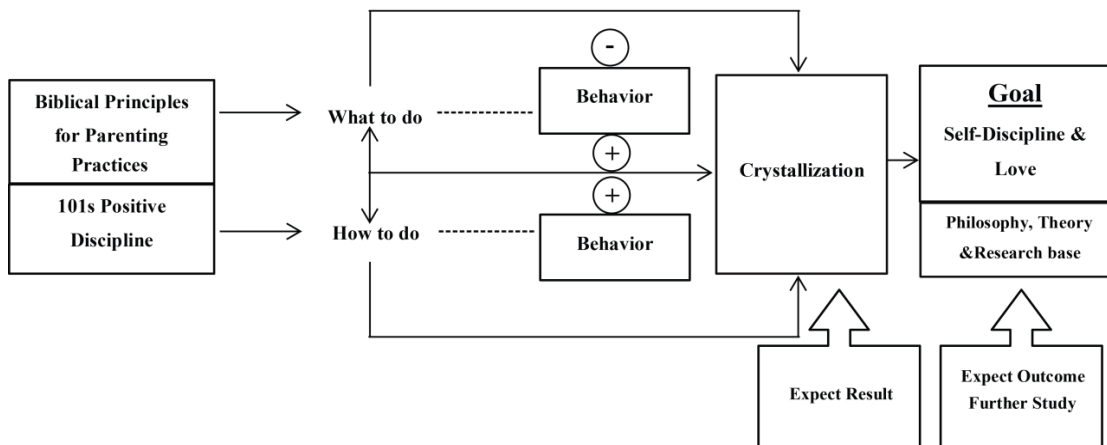 Biblical Principles
for Parenting
Practices
101s Positive
Discipline
What to do
How to do
-
Behavior
+
+
Behavior
Crystallization
Goal
Self-Discipline &
Love
Philosophy, Theory
&Research base
Expect Result
Expect Outcome
Further Study